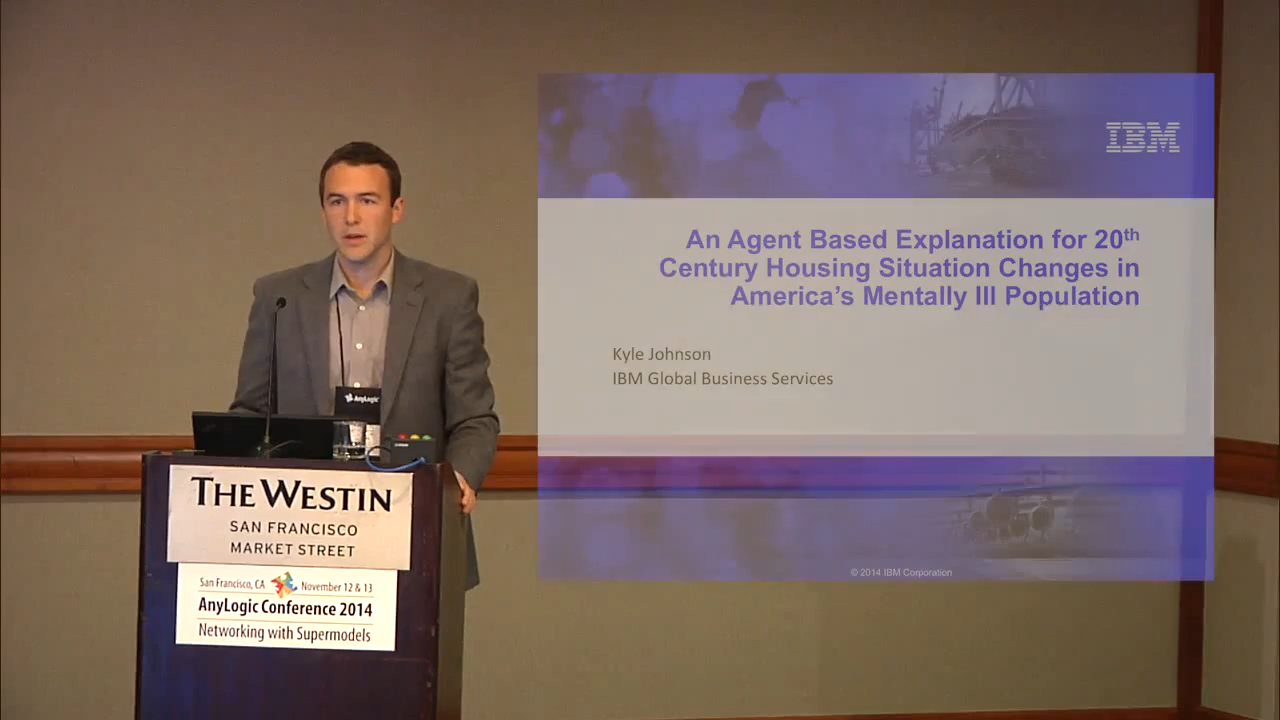 IBM
An Agent Based Explanation for 20th
Century Housing Situation Changes in
America's Mentally Ill Population
Kyle Johnson
IBM Global Business Services
© 2014 IBM Corporation
AnyLogic
THE WESTIN
SAN FRANCISCO
MARKET STREET
San Francisco, CA November 12 & 13
AnyLogic Conference 2014
Networking with Supermodels